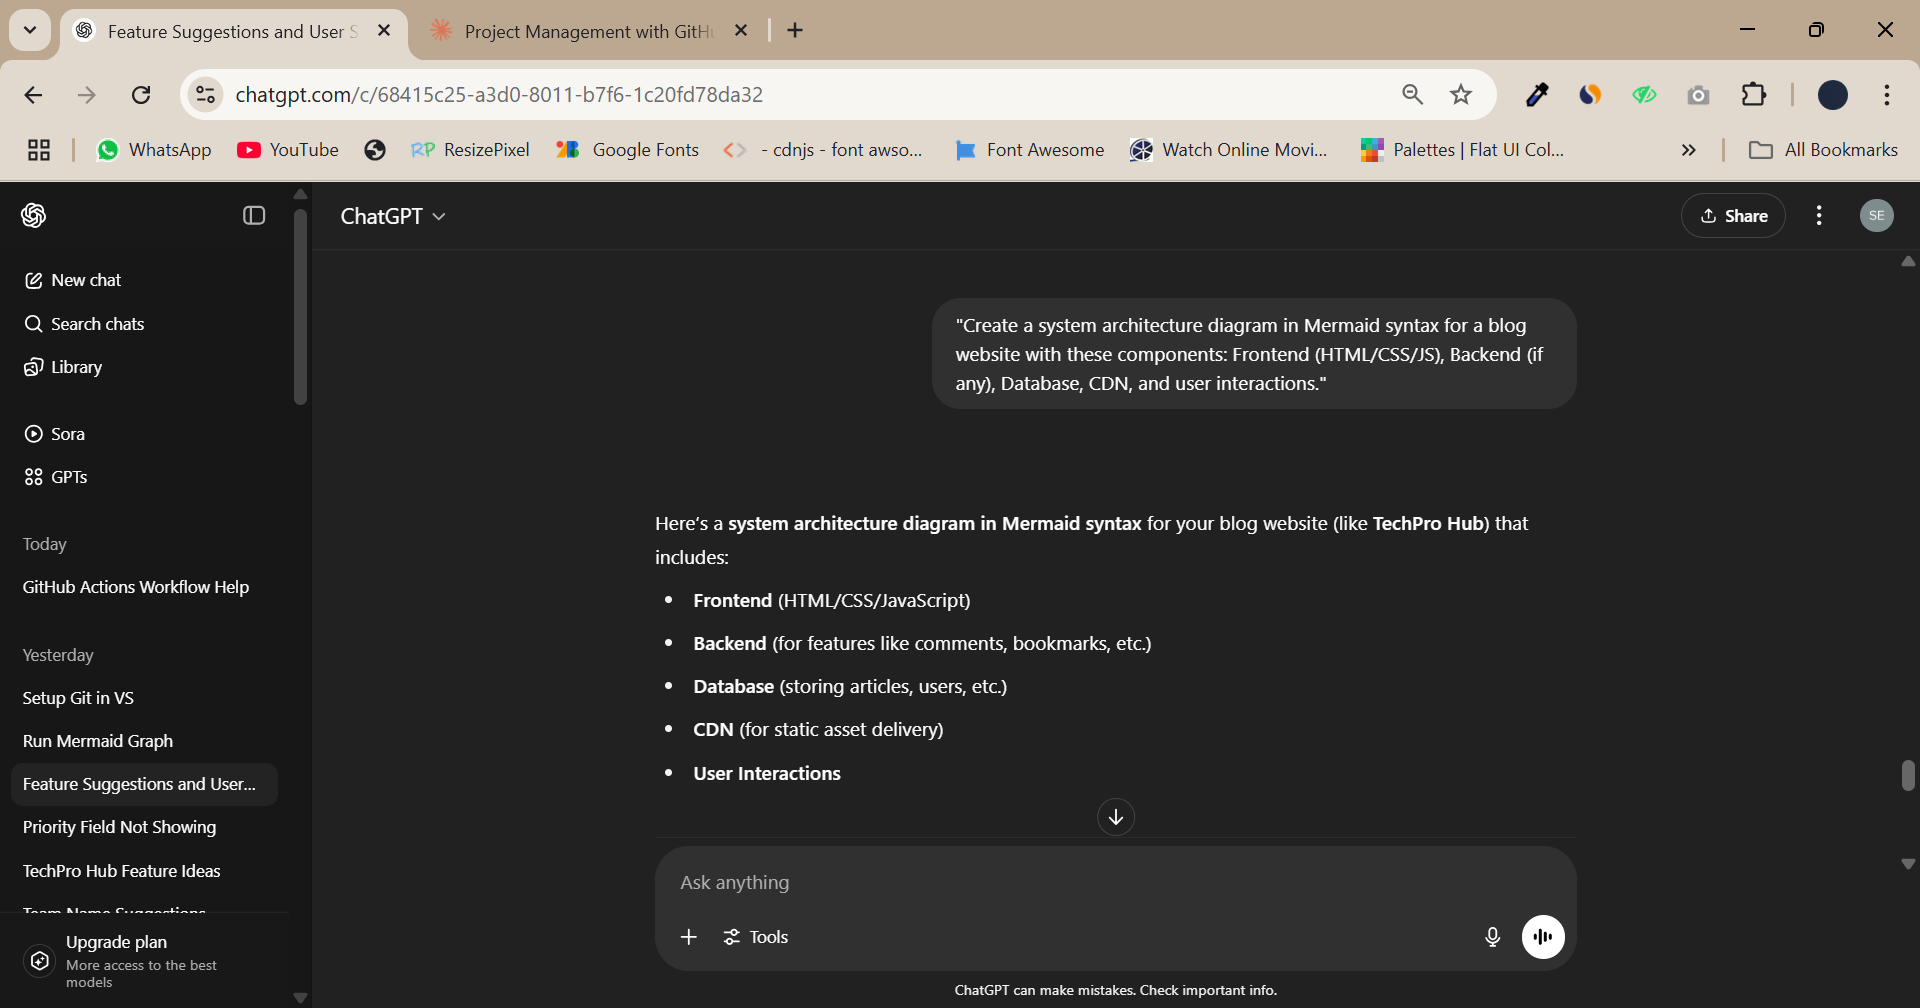 Feature Suggestions and User S
Project Management with GitHu
chatgpt.com/c/68415c25-a3d0-8011-b7f6-1c20fd78da32
WhatsApp
YouTube
RP ResizePixel
Google Fonts
- cdnjs - font awso...
Font Awesome
Watch Online Movi...
Palettes | Flat UI Col...
All Bookmarks
ChatGPT
Share
SE
New chat
Search chats
Library
Sora
GPTs
Today
GitHub Actions Workflow Help
Yesterday
Setup Git in VS
Run Mermaid Graph
Feature Suggestions and User...
Priority Field Not Showing
TechPro Hub Feature Ideas
Team Name Suggestions
Upgrade plan
More access to the best
models
"Create a system architecture diagram in Mermaid syntax for a blog
website with these components: Frontend (HTML/CSS/JS), Backend (if
any), Database, CDN, and user interactions."
Here's a system architecture diagram in Mermaid syntax for your blog website (like TechPro Hub) that
includes:
• Frontend (HTML/CSS/JavaScript)
• Backend (for features like comments, bookmarks, etc.)
• Database (storing articles, users, etc.)
• CDN (for static asset delivery)
• User Interactions
Ask anything
Tools
ChatGPT can make mistakes. Check important info.